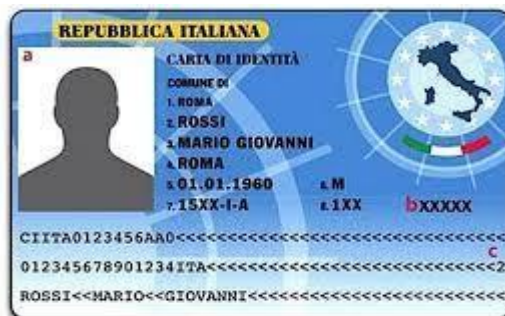 REPUBBLICA ITALIANA
a
CARTA DI IDENTITÀ
COMUNE DI
1. ROMA
2. ROSSI
3. MARIO GIOVANNI
4. ROMA
5. 01.01.1960 6. M
7. 15XX-I-A 8. 1XX bXXXXX
CIITA0123456AA0<<<<<<<<<<<<<<<<<<<<<<<<<<<<<<<
c
012345678901234ITA<<<<<<<<<<<<<<<<<<<<<<<<<<<2
ROSSI<<MARIO<<GIOVANNI<<<<<<<<<<<<<<<<<<<<<<<<